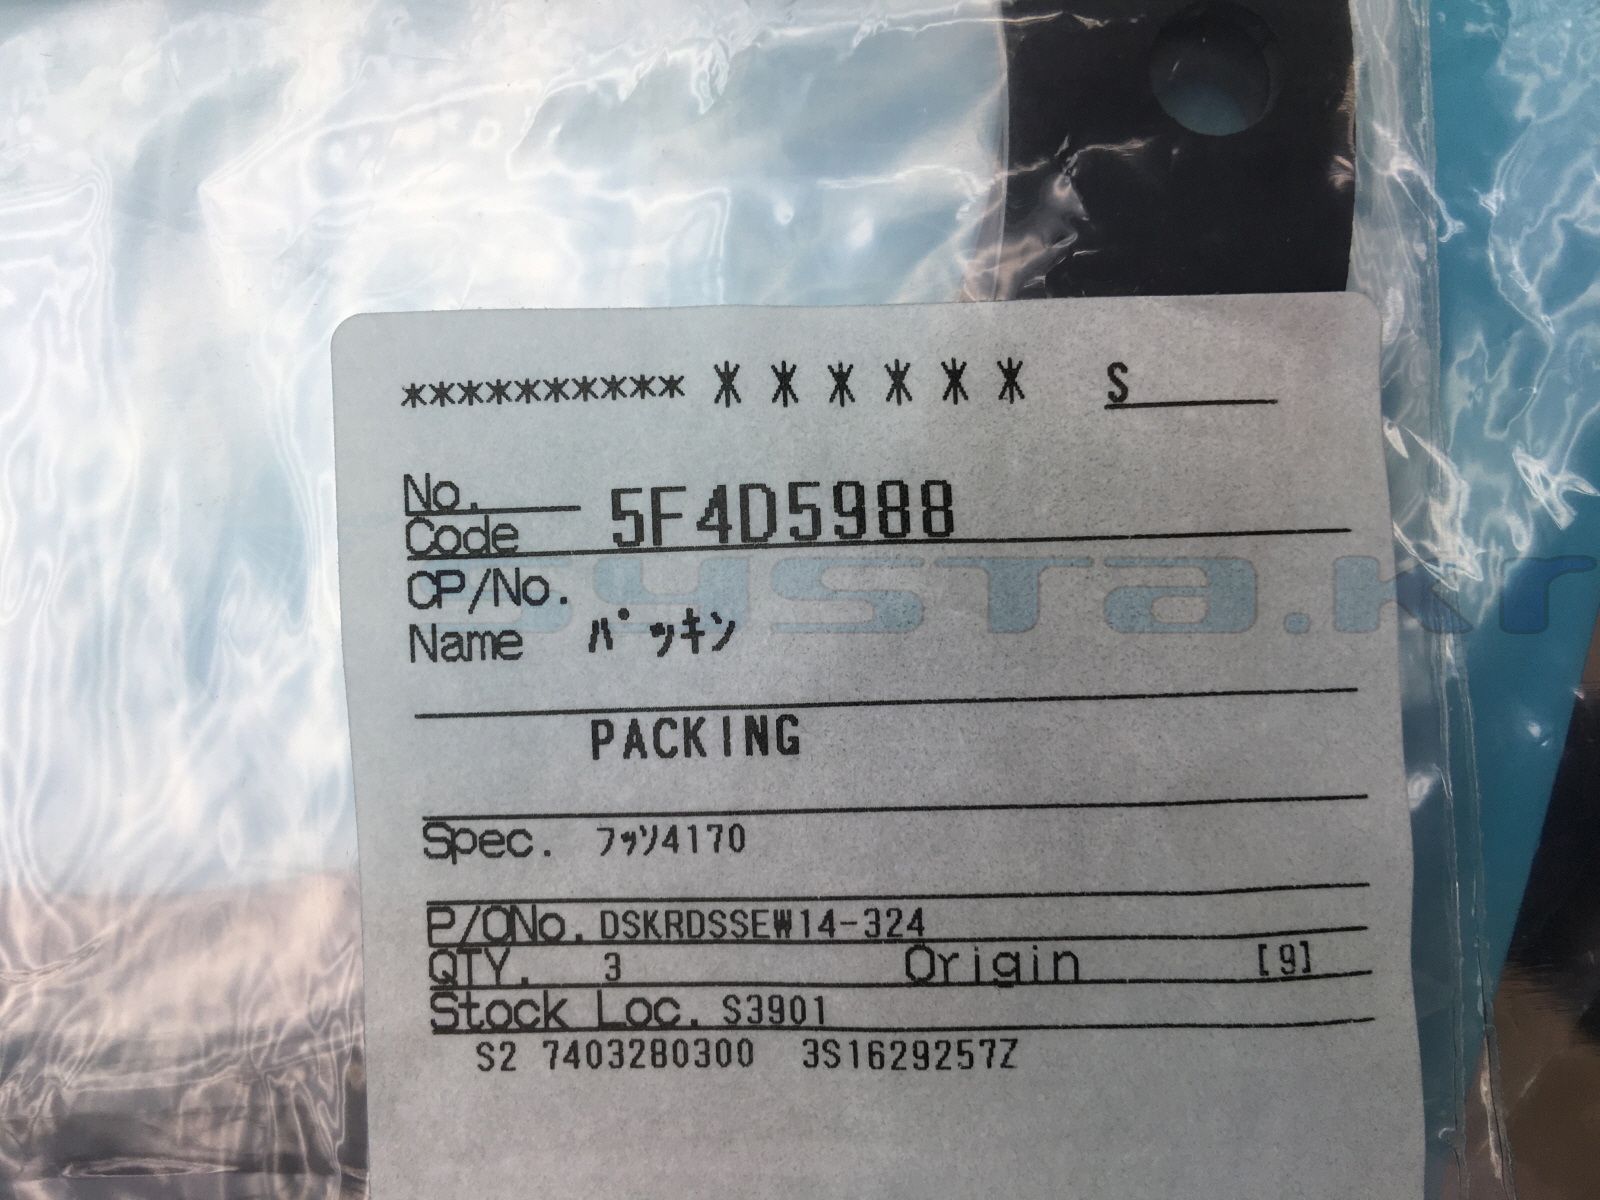 ********** * * * * * * S
No.
Code 5F4D5988
CP/No.
Name ﾊﾟｯｷﾝ
PACKING
Spec. ﾌｯｿ4170
P/ONo. DSKRDSSEW14-324
QTY. 3 Origin [9]
Stock Loc. S3901
S2 7403280300 3S1629257Z
systa.kr